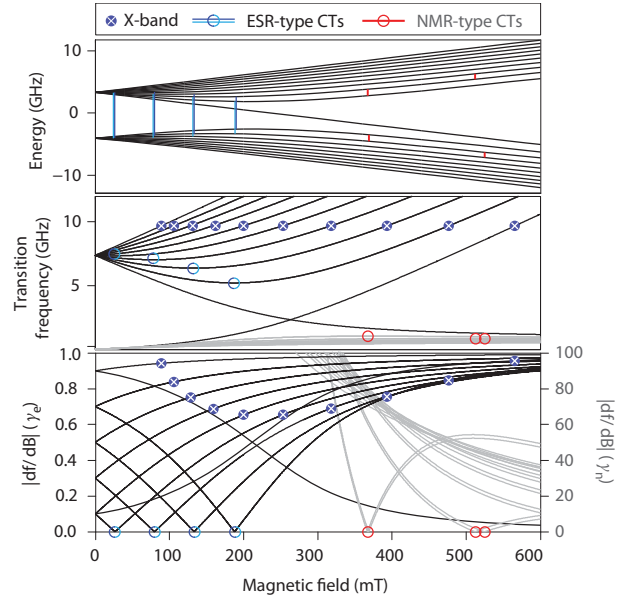 X-band ESR-type CTs NMR-type CTs
10
0
−10
Energy (GHz)
10
5
Transition
frequency (GHz)
1.0
0.8
0.6
0.4
0.2
0.0
|df/ dB| (γe)
100
80
60
40
20
0
|df/ dB| (γn)
0 100 200 300 400 500 600
Magnetic field (mT)